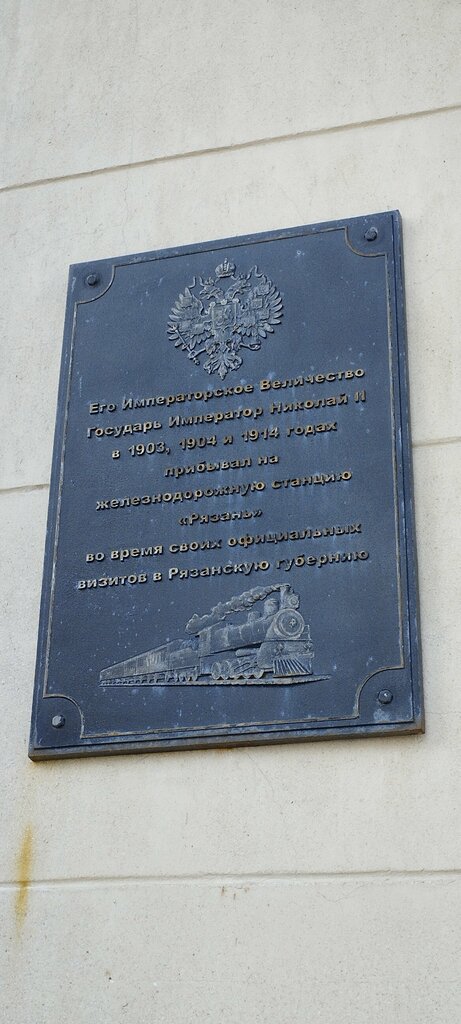 Его Императорское Величество
Государь Император Николай II
в 1903, 1904 и 1914 годах
прибывал на
железнодорожную станцию
«Рязань»
во время своих официальных
визитов в Рязанскую губернию